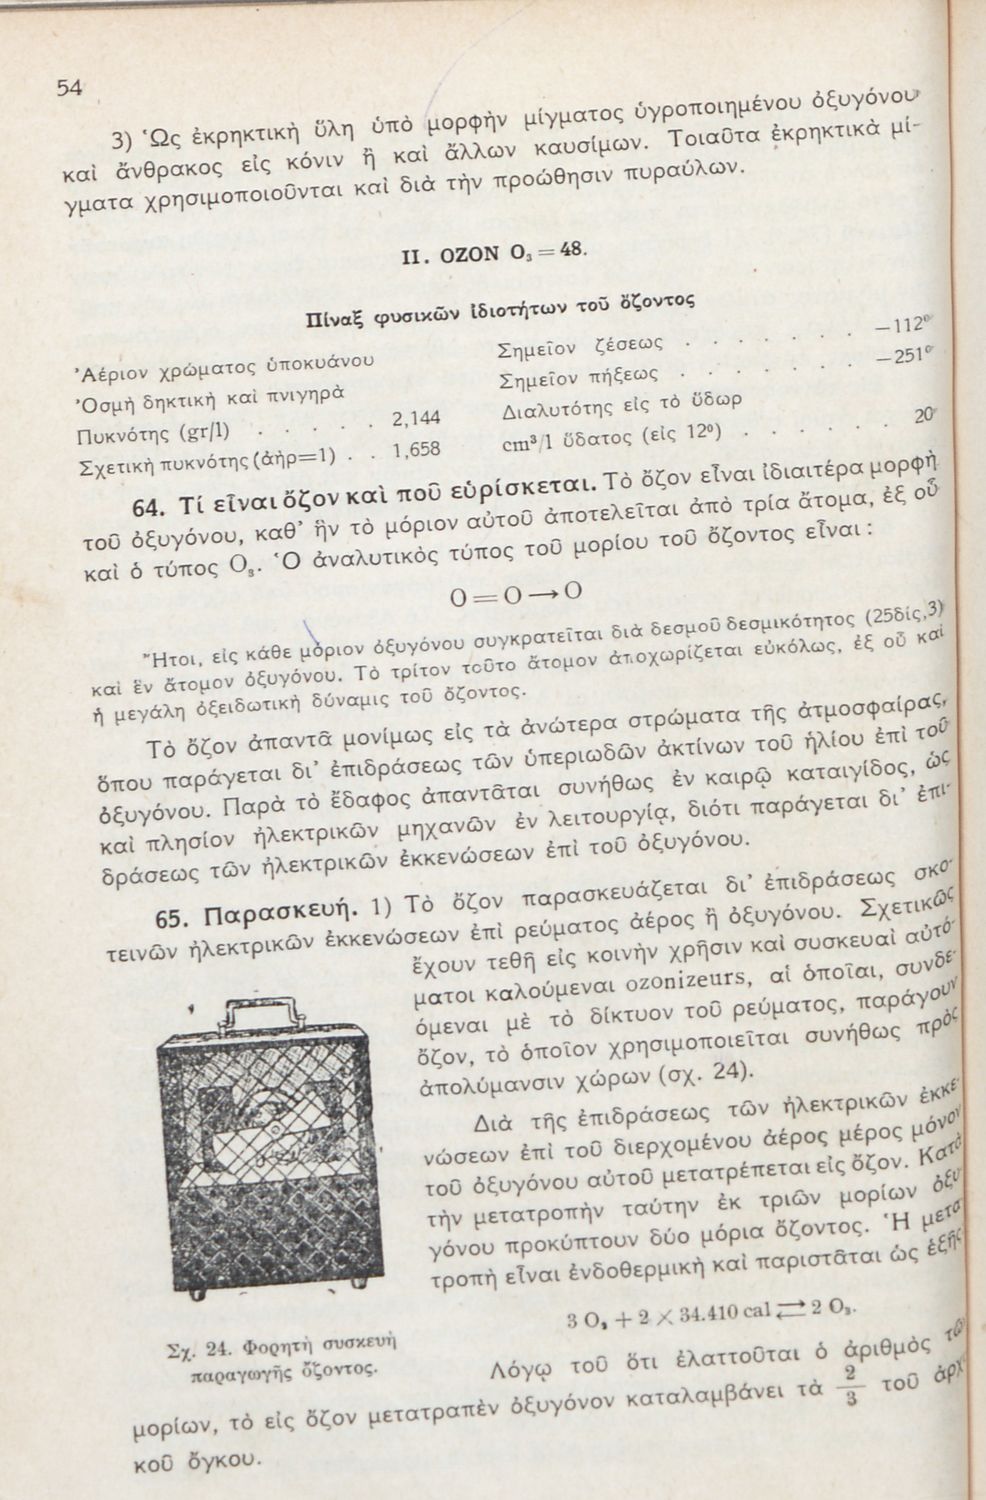 54
3) Ὡς ἐκρηκτικὴ ὕλη ὑπὸ μορφὴν μίγματος ὑγροποιημένου ὀξυγόνου
καὶ ἄνθρακος εἰς κόνιν ἢ καὶ ἄλλων καυσίμων. Τοιαῦτα ἐκρηκτικὰ μί-
γματα χρησιμοποιοῦνται καὶ διὰ τὴν προώθησιν πυραύλων.
II. OZON O₃ = 48.
Πίναξ φυσικῶν ἰδιοτήτων τοῦ ὄζοντος
Ἀέριον χρώματος ὑποκυάνου
Ὀσμὴ δηκτικὴ καὶ πνιγηρὰ
Πυκνότης (gr/l) . . . . . 2,144
Σχετικὴ πυκνότης (ἀὴρ=1) . . 1,658
Σημεῖον ζέσεως . . . . . . . —112°
Σημεῖον πήξεως . . . . . . . —251°
Διαλυτότης εἰς τὸ ὕδωρ
cm³/l ὕδατος (εἰς 12°) . . . . . . 20
64. Τί εἶναι ὄζον καὶ ποῦ εὑρίσκεται. Τὸ ὄζον εἶναι ἰδιαιτέρα μορφὴ
τοῦ ὀξυγόνου, καθ' ἣν τὸ μόριον αὐτοῦ ἀποτελεῖται ἀπὸ τρία ἄτομα, ἐξ οὗ
καὶ ὁ τύπος O₃. Ὁ ἀναλυτικὸς τύπος τοῦ μορίου τοῦ ὄζοντος εἶναι :
O = O → O
Ἤτοι, εἰς κάθε μόριον ὀξυγόνου συγκρατεῖται διὰ δεσμοῦ δεσμικότητος (25δίς,3)
καὶ ἓν ἄτομον ὀξυγόνου. Τὸ τρίτον τοῦτο ἄτομον ἀποχωρίζεται εὐκόλως, ἐξ οὗ καὶ
ἡ μεγάλη ὀξειδωτικὴ δύναμις τοῦ ὄζοντος.
Τὸ ὄζον ἀπαντᾶ μονίμως εἰς τὰ ἀνώτερα στρώματα τῆς ἀτμοσφαίρας,
ὅπου παράγεται δι' ἐπιδράσεως τῶν ὑπεριωδῶν ἀκτίνων τοῦ ἡλίου ἐπὶ τοῦ
ὀξυγόνου. Παρὰ τὸ ἔδαφος ἀπαντᾶται συνήθως ἐν καιρῷ καταιγίδος, ὡς
καὶ πλησίον ἠλεκτρικῶν μηχανῶν ἐν λειτουργίᾳ, διότι παράγεται δι' ἐπι-
δράσεως τῶν ἠλεκτρικῶν ἐκκενώσεων ἐπὶ τοῦ ὀξυγόνου.
65. Παρασκευή. 1) Τὸ ὄζον παρασκευάζεται δι' ἐπιδράσεως σκο-
τεινῶν ἠλεκτρικῶν ἐκκενώσεων ἐπὶ ρεύματος ἀέρος ἢ ὀξυγόνου. Σχετικῶς
ἔχουν τεθῆ εἰς κοινὴν χρῆσιν καὶ συσκευαὶ αὐτό-
ματοι καλούμεναι ozonizeurs, αἱ ὁποῖαι, συνδε-
όμεναι μὲ τὸ δίκτυον τοῦ ρεύματος, παράγουν
ὄζον, τὸ ὁποῖον χρησιμοποιεῖται συνήθως πρὸς
ἀπολύμανσιν χώρων (σχ. 24).
Διὰ τῆς ἐπιδράσεως τῶν ἠλεκτρικῶν ἐκκε-
νώσεων ἐπὶ τοῦ διερχομένου ἀέρος μέρος μόνον
τοῦ ὀξυγόνου αὐτοῦ μετατρέπεται εἰς ὄζον. Κατὰ
τὴν μετατροπὴν ταύτην ἐκ τριῶν μορίων ὀξυ-
γόνου προκύπτουν δύο μόρια ὄζοντος. Ἡ μετα
τροπὴ εἶναι ἐνδοθερμικὴ καὶ παριστᾶται ὡς ἑξῆς
3 O₂ + 2 × 34.410 cal ⇄ 2 O₃.
Σχ. 24. Φορητὴ συσκευὴ
παραγωγῆς ὄζοντος.
Λόγῳ τοῦ ὅτι ἐλαττοῦται ὁ ἀριθμὸς τῶ
μορίων, τὸ εἰς ὄζον μετατραπὲν ὀξυγόνον καταλαμβάνει τὰ 2/3 τοῦ ἀρχ
κοῦ ὄγκου.